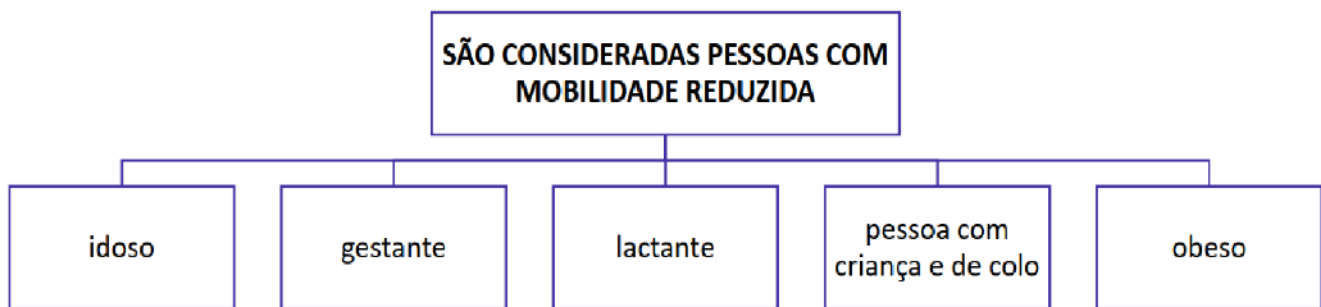 SÃO CONSIDERADAS PESSOAS COM
MOBILIDADE REDUZIDA
idoso
gestante
lactante
pessoa com
criança e de colo
obeso